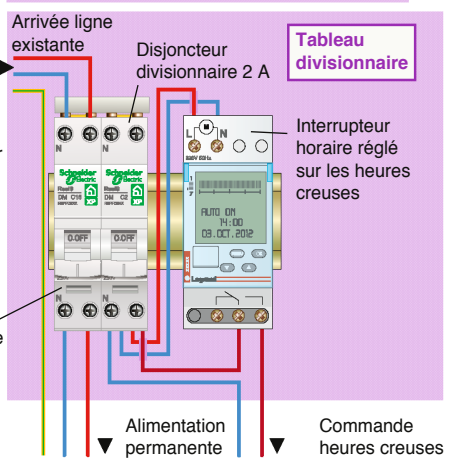 Arrivée ligne
existante
Disjoncteur
divisionnaire 2 A
Tableau
divisionnaire
Interrupteur
horaire réglé
sur les heures
creuses
L N
N N
Schneider
Electric
Schneider
Electric
DM C16
DM C2
0-OFF
0-OFF
AUTO ON
14:00
03.OCT.2012
Legrand
N N
Alimentation
permanente
Commande
heures creuses